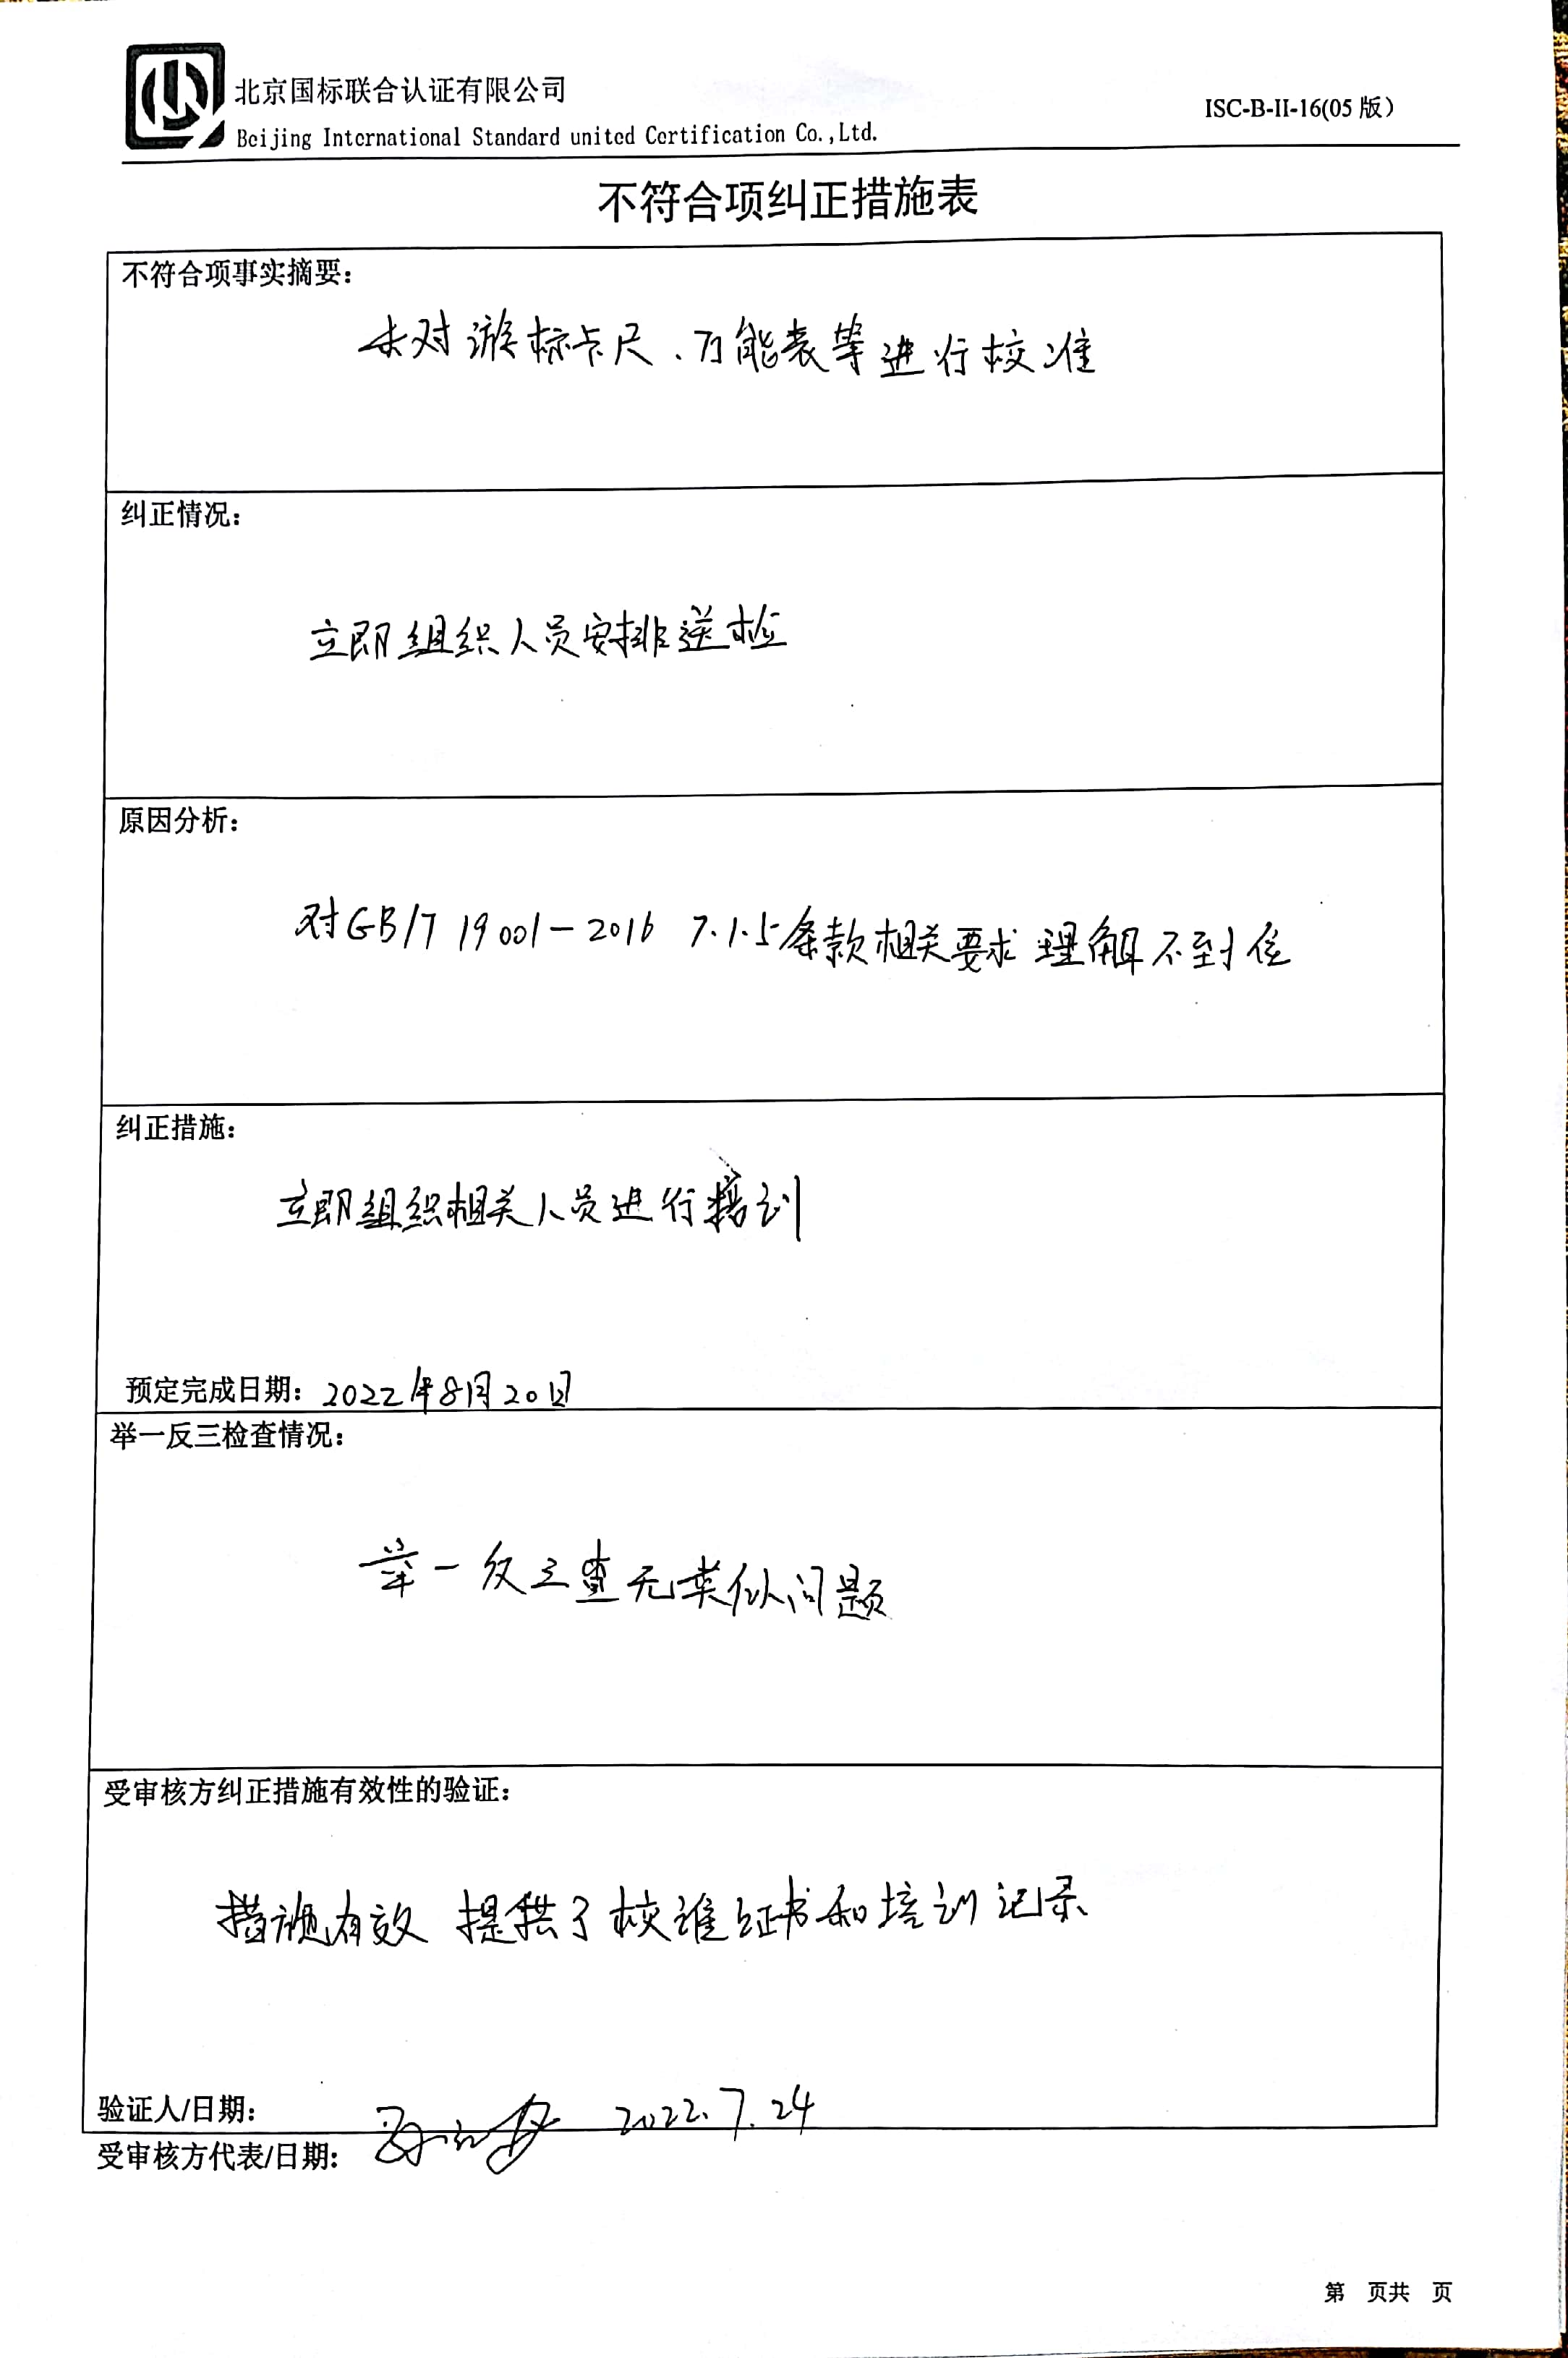 北京国标联合认证有限公司
Beijing International Standard united Certification Co.,Ltd.
ISC-B-II-16(05 版)
不符合项纠正措施表
不符合项事实摘要:
未对游标卡尺、万能表等进行校准
纠正情况:
立即组织人员安排送检
原因分析:
对GB/T 19001-2016 7.1.5条款相关要求理解不到位
纠正措施:
立即组织相关人员进行培训
预定完成日期: 2022年8月20日
举一反三检查情况:
举一反三查无类似问题
受审核方纠正措施有效性的验证:
措施有效 提供了校准证书和培训记录
验证人/日期: 2022.7.24
受审核方代表/日期:
第 页共 页